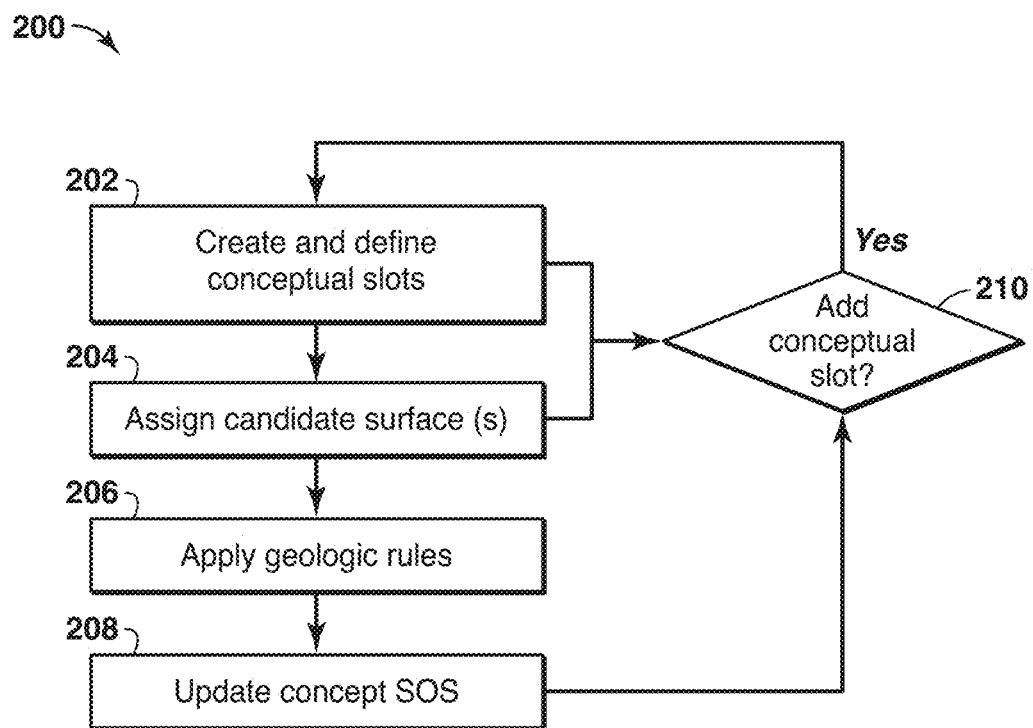 200
202
Create and define
conceptual slots
Yes
210
Add
conceptual
slot?
204
Assign candidate surface (s)
206
Apply geologic rules
208
Update concept SOS